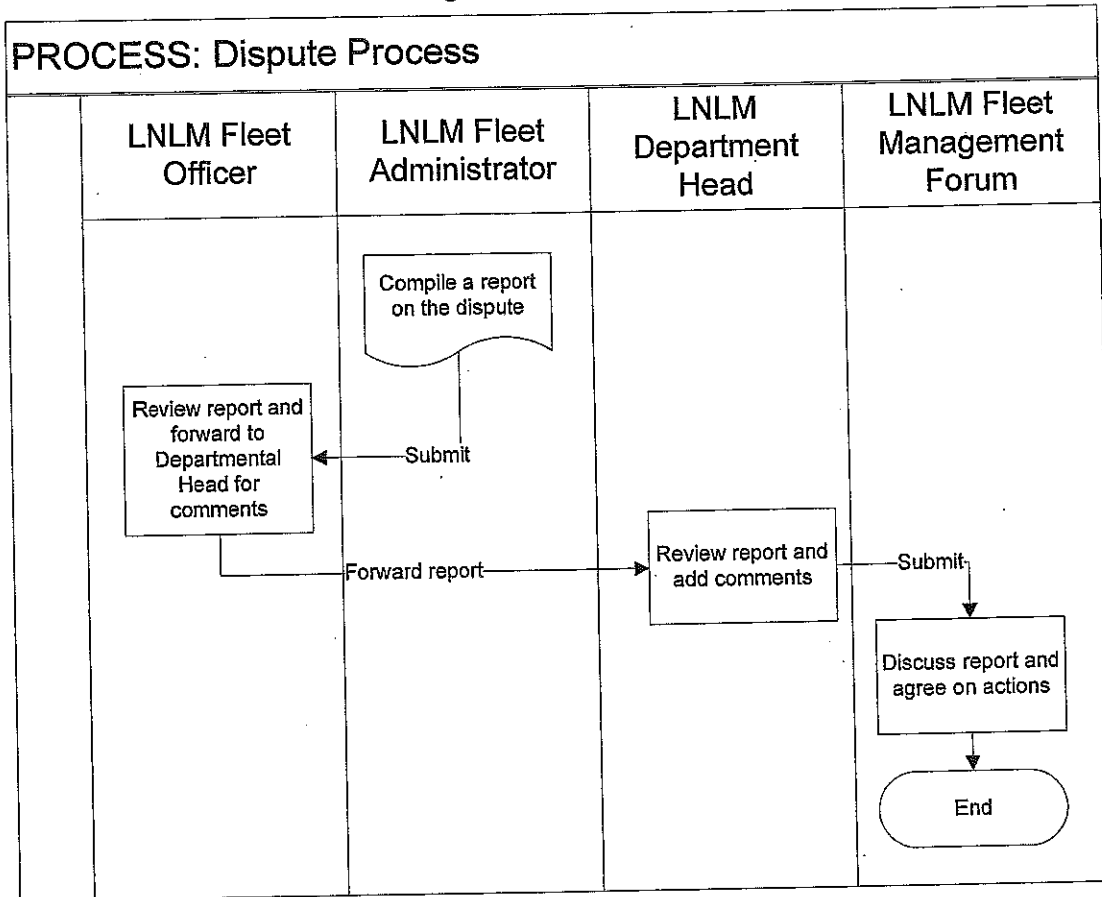 PROCESS: Dispute Process
LNLM Fleet
Officer
LNLM Fleet
Administrator
LNLM
Department
Head
LNLM Fleet
Management
Forum
Compile a report
on the dispute
Review report and
forward to
Departmental
Head for
comments
Submit
Forward report
Review report and
add comments
Submit
Discuss report and
agree on actions
End